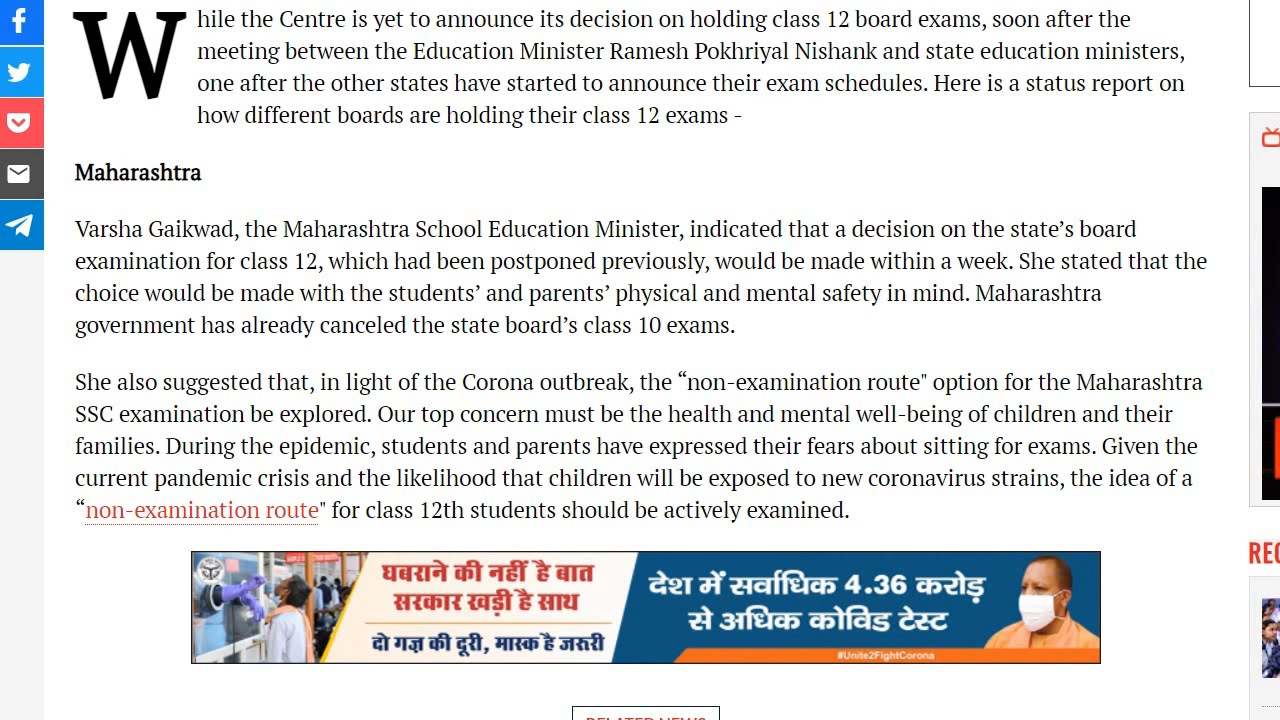 While the Centre is yet to announce its decision on holding class 12 board exams, soon after the
meeting between the Education Minister Ramesh Pokhriyal Nishank and state education ministers,
one after the other states have started to announce their exam schedules. Here is a status report on
how different boards are holding their class 12 exams -
Maharashtra
Varsha Gaikwad, the Maharashtra School Education Minister, indicated that a decision on the state’s board
examination for class 12, which had been postponed previously, would be made within a week. She stated that the
choice would be made with the students’ and parents’ physical and mental safety in mind. Maharashtra
government has already canceled the state board’s class 10 exams.
She also suggested that, in light of the Corona outbreak, the “non-examination route" option for the Maharashtra
SSC examination be explored. Our top concern must be the health and mental well-being of children and their
families. During the epidemic, students and parents have expressed their fears about sitting for exams. Given the
current pandemic crisis and the likelihood that children will be exposed to new coronavirus strains, the idea of a
“non-examination route" for class 12th students should be actively examined.
घबराने की नहीं है बात
सरकार खड़ी है साथ
दो गज़ की दूरी, मास्क है जरूरी
देश में सर्वाधिक 4.36 करोड़
से अधिक कोविड टेस्ट
#Unite2FightCorona
REC
RELATED NEWS